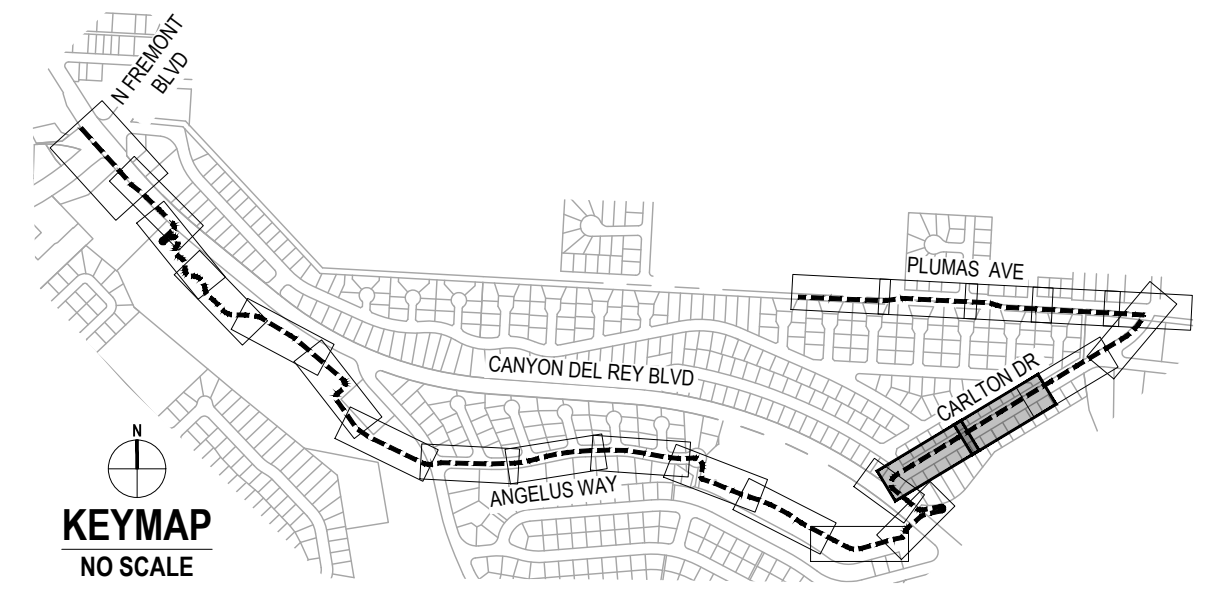 N FREMONT
BLVD
PLUMAS AVE
CANYON DEL REY BLVD
CARLTON DR
ANGELUS WAY
N
KEYMAP
NO SCALE